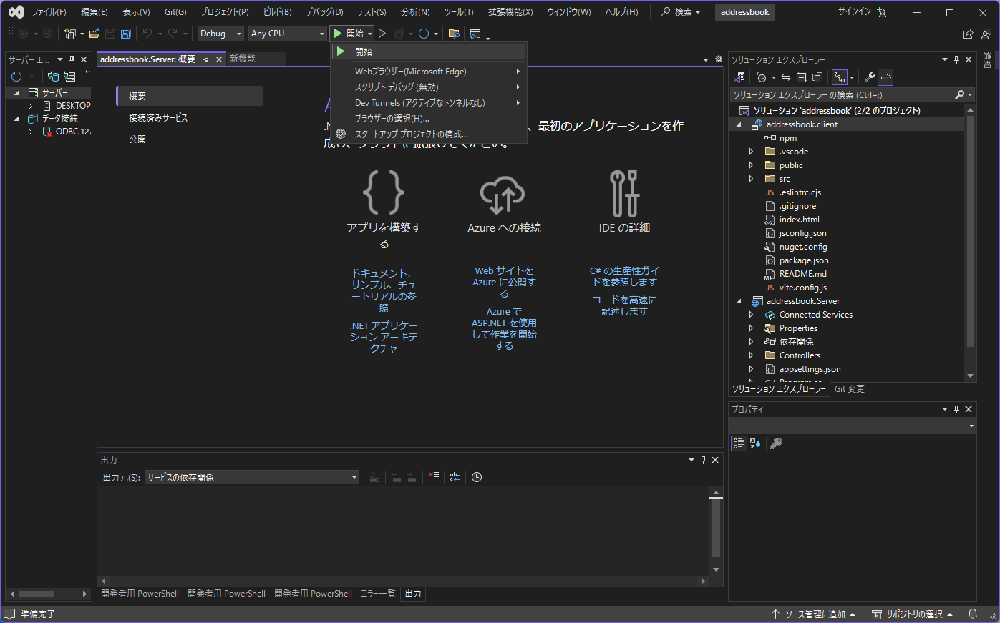 ファイル(F) 編集(E) 表示(V) Git(G) プロジェクト(P) ビルド(B) デバッグ(D) テスト(S) 分析(N) ツール(T) 拡張機能(X) ウィンドウ(W) ヘルプ(H) 検索 addressbook サインイン
Debug Any CPU 開始
サーバー エ...
サーバー
DESKTOP
データ接続
ODBC.127
addressbook.Server: 概要 新機能
概要
接続済みサービス
公開
開始
Webブラウザー(Microsoft Edge)
スクリプト デバッグ (無効)
Dev Tunnels (アクティブなトンネルなし)
ブラウザーの選択(H)...
スタートアップ プロジェクトの構成...
、最初のアプリケーションを作
成し、クラウドに拡張してください。
アプリを構築す
る
ドキュメント、
サンプル、チュ
ートリアルの参
照
.NET アプリケー
ション アーキテ
クチャ
Azure への接続
Web サイトを
Azure に公開す
る
Azure で
ASP.NET を使用
して作業を開始
する
IDE の詳細
C# の生産性ガイ
ドを参照します
コードを高速に
記述します
出力
出力元(S): サービスの依存関係
開発者用 PowerShell 開発者用 PowerShell 開発者用 PowerShell エラー一覧 出力
ソリューション エクスプローラー
ソリューション エクスプローラー の検索 (Ctrl+;)
ソリューション 'addressbook' (2/2 のプロジェクト)
addressbook.client
npm
.vscode
public
src
.eslintrc.cjs
.gitignore
index.html
jsconfig.json
nuget.config
package.json
README.md
vite.config.js
addressbook.Server
Connected Services
Properties
依存関係
Controllers
appsettings.json
Program.cs
ソリューション エクスプローラー Git 変更
プロパティ
通知
準備完了 ソース管理に追加 リポジトリの選択